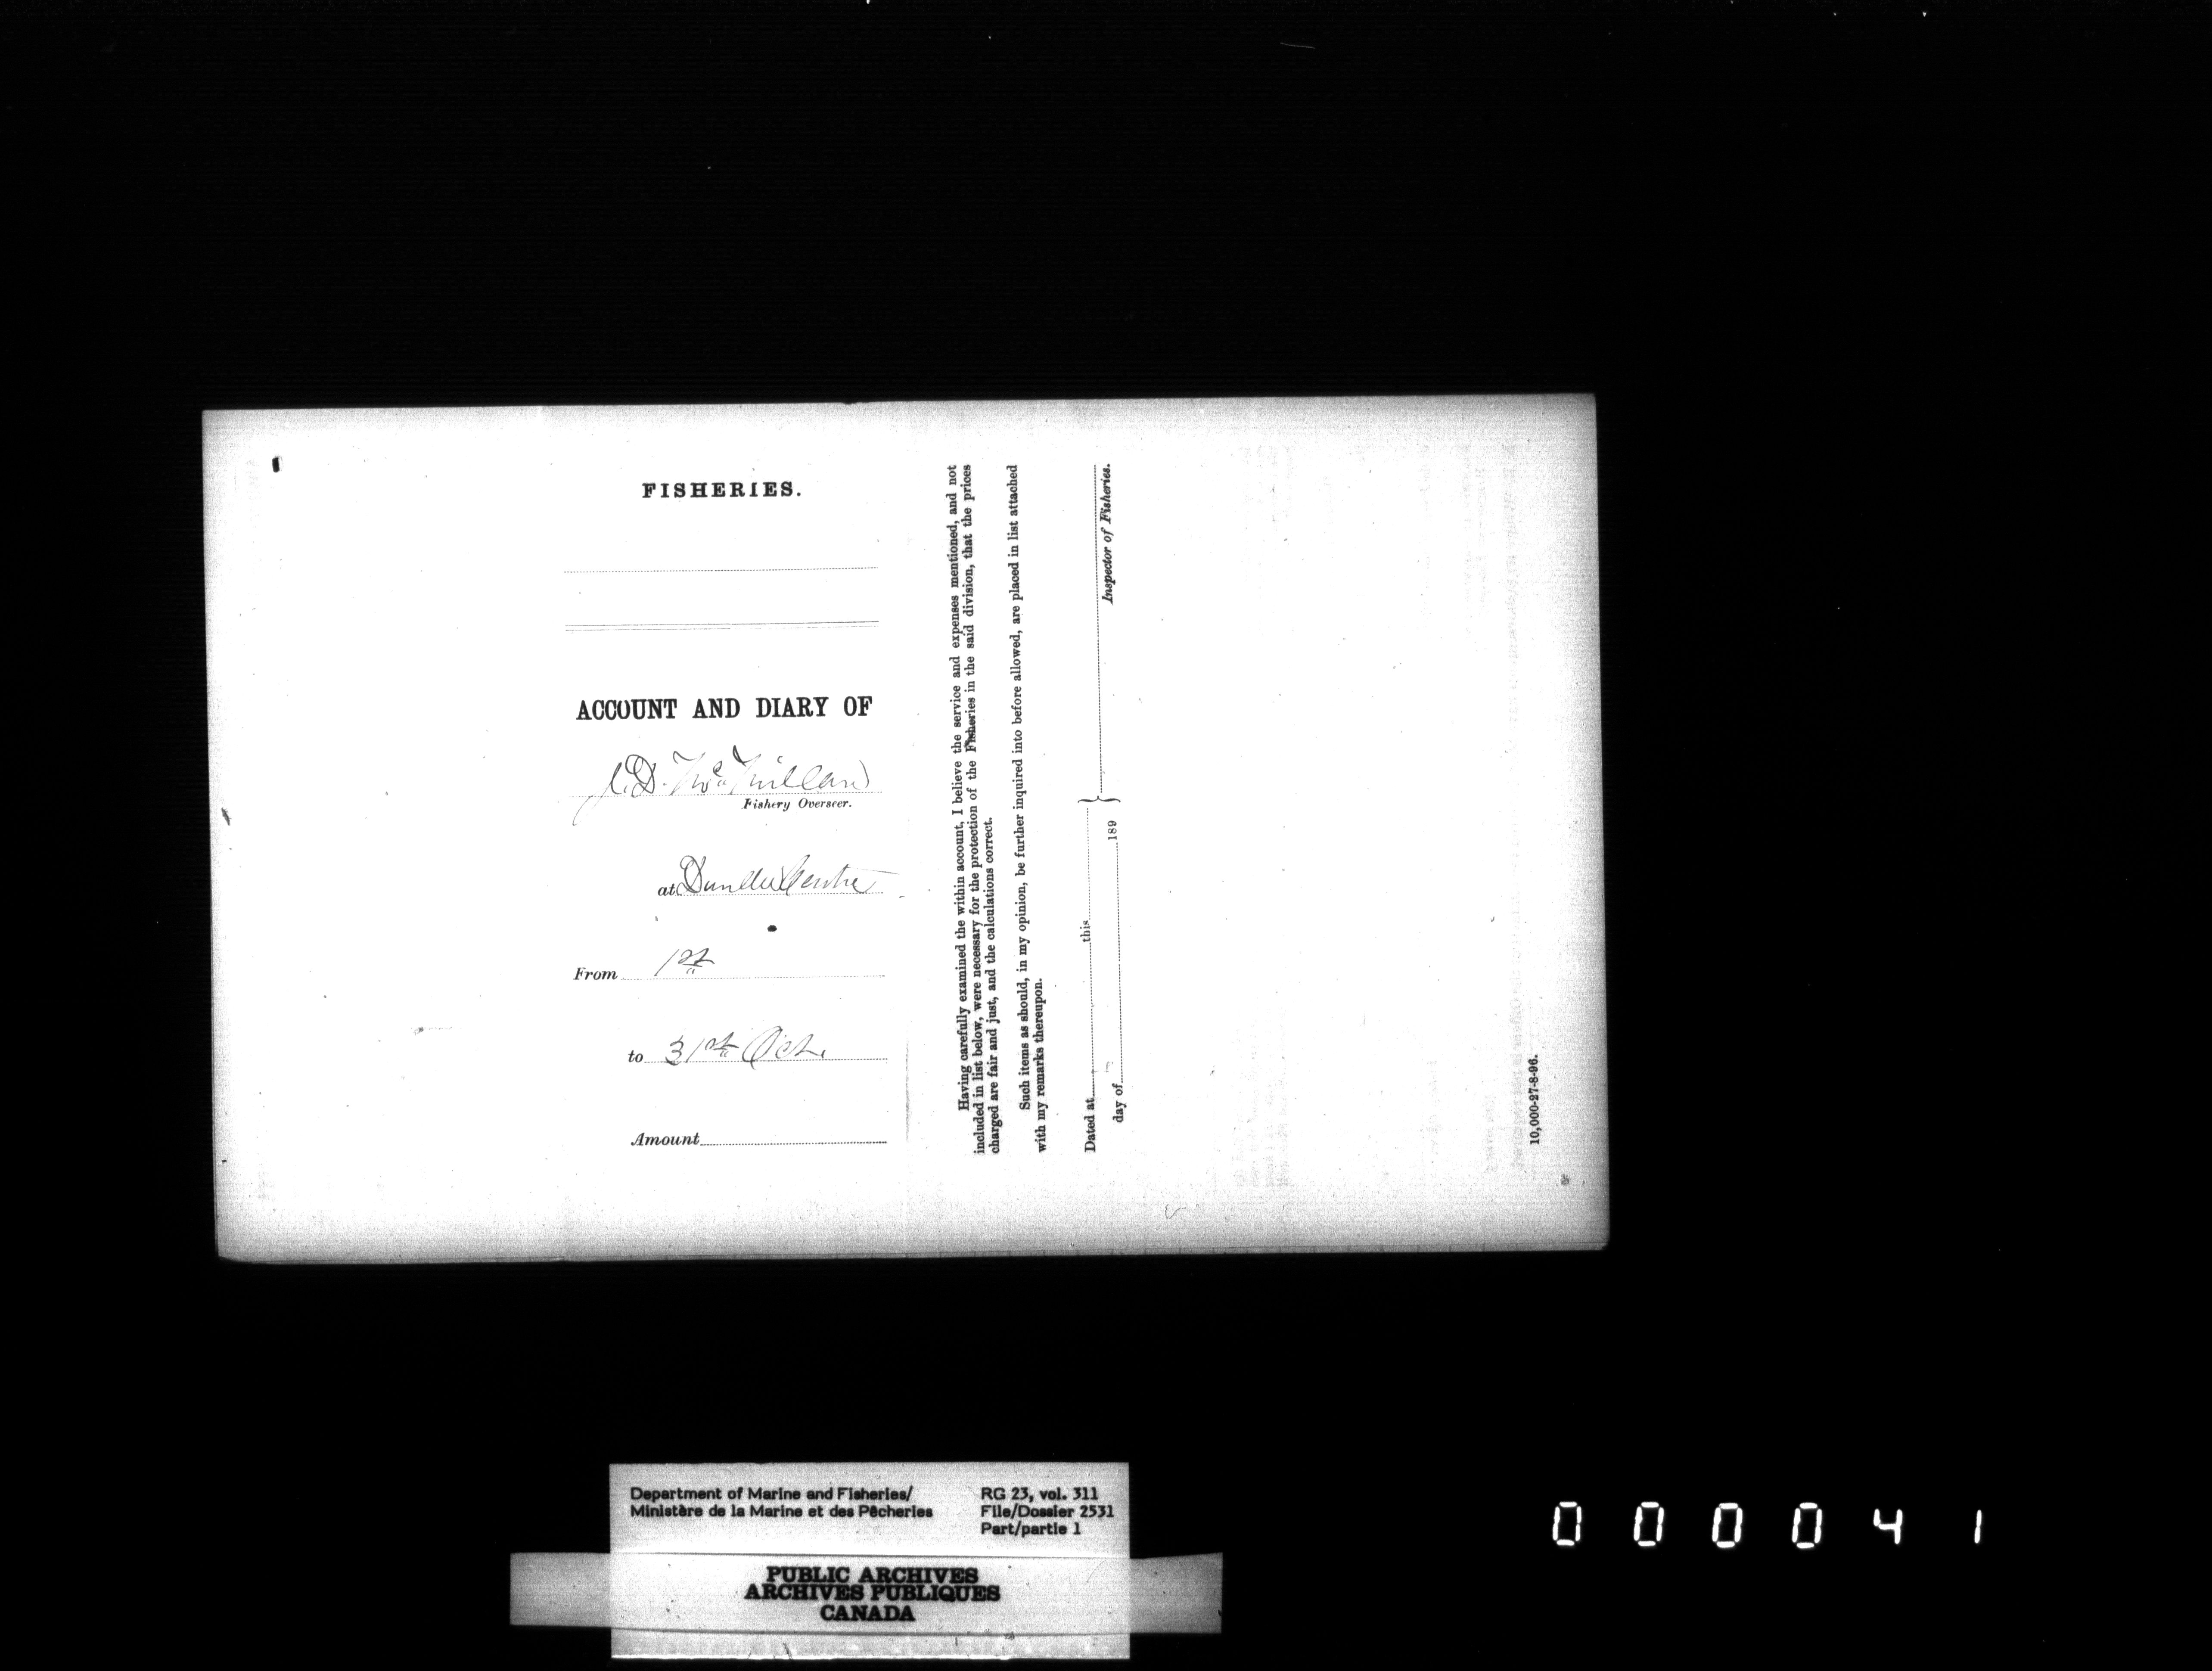 FISHERIES.
ACCOUNT AND DIARY OF
J. D. McMillan
Fishery Overseer.
at Dundee Centre
From 1st
to 31st Oct.
Amount
Having carefully examined the within account, I believe the service and expenses mentioned, and not
included in list below, were necessary for the protection of the Fisheries in the said division, that the prices
charged are fair and just, and the calculations correct.
Such items as should, in my opinion, be further inquired into before allowed, are placed in list attached
with my remarks thereupon.
Dated at this
day of 189
Inspector of Fisheries.
10,000-27-8-96.
Department of Marine and Fisheries/
Ministère de la Marine et des Pêcheries
RG 23, vol. 311
File/Dossier 2531
Part/partie 1
PUBLIC ARCHIVES
ARCHIVES PUBLIQUES
CANADA
000041